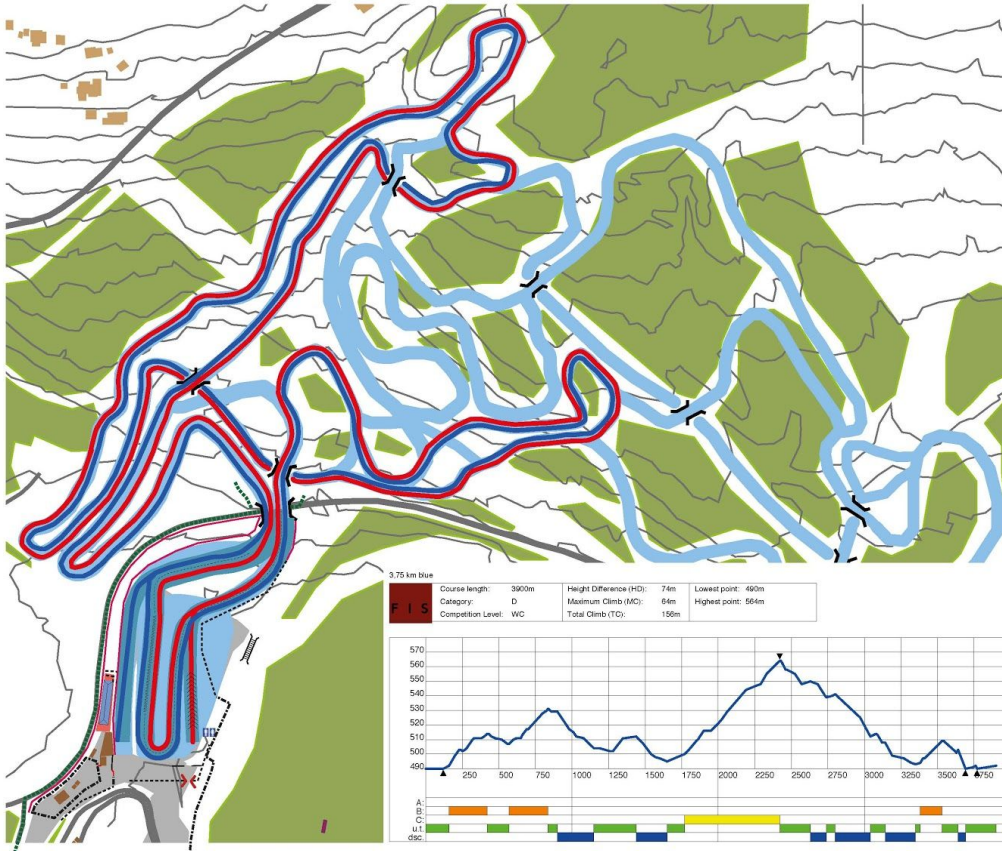 3,75 km blue
FIS
Course length: 3900m
Category: D
Competition Level: WC
Height Difference (HD): 74m
Maximum Climb (MC): 64m
Total Climb (TC): 156m
Lowest point: 490m
Highest point: 564m
570
560
550
540
530
520
510
500
490
250 500 750 1000 1250 1500 1750 2000 2250 2500 2750 3000 3250 3500 3750
A:
B:
C:
u.t.
dsc.